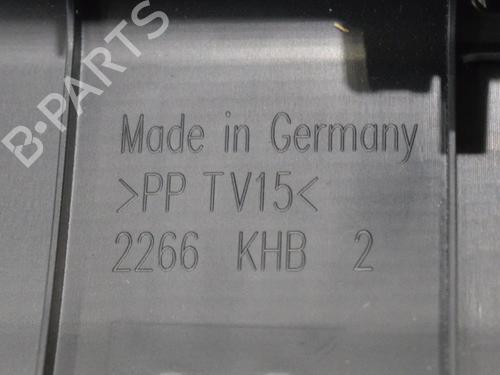 B-PARTS
Made in Germany
>PP TV15<
2266 KHB 2